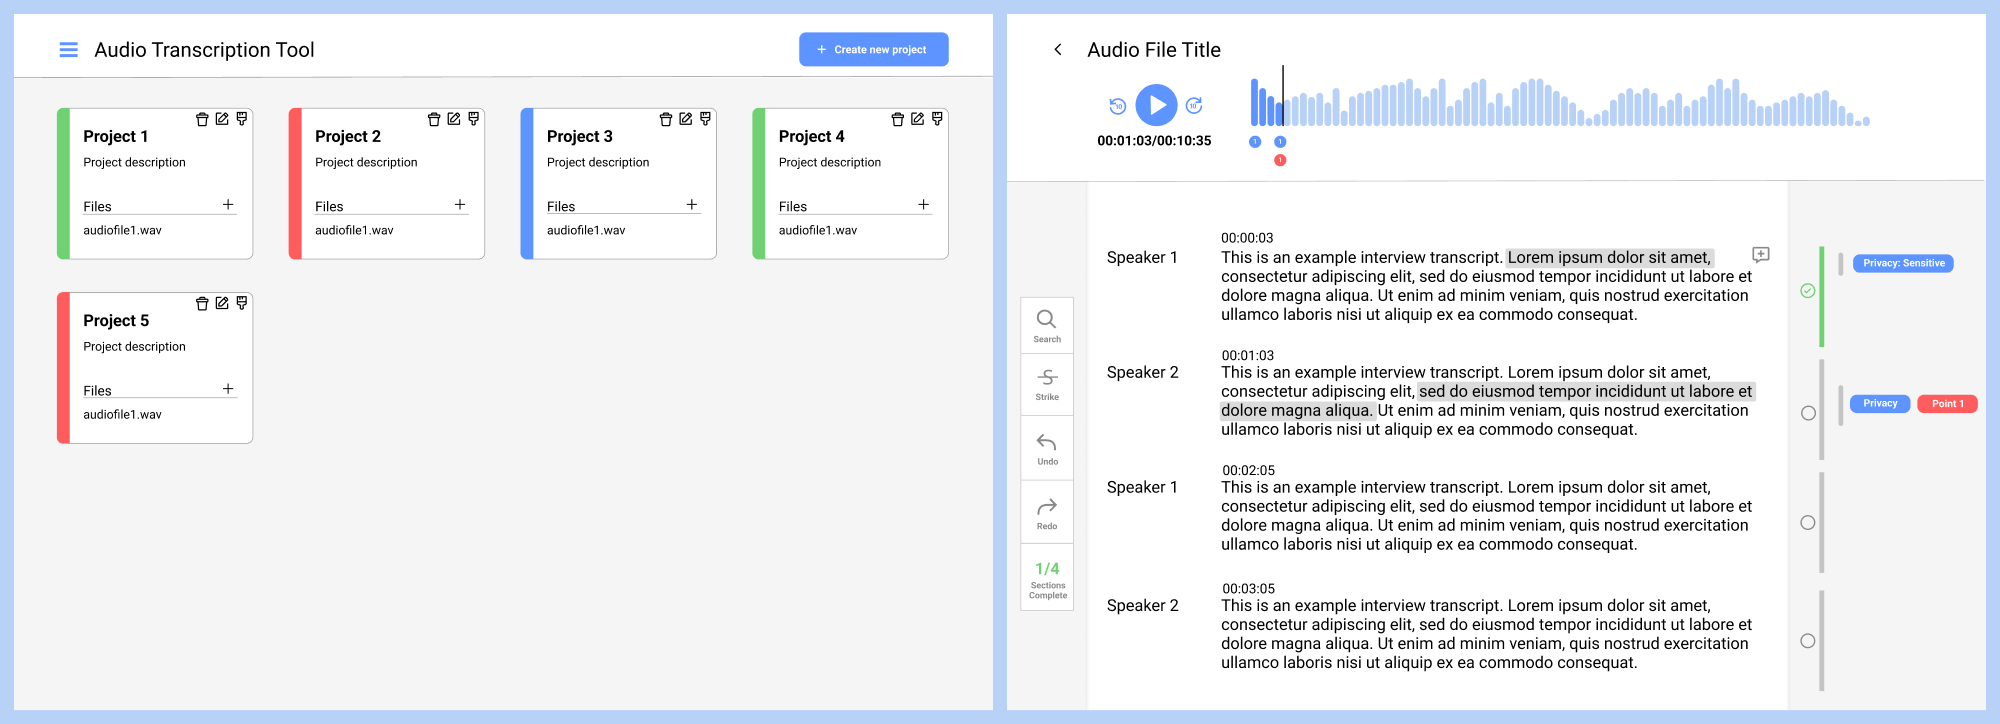 Audio Transcription Tool
+ Create new project
Project 1
Project description
Files +
audiofile1.wav
Project 2
Project description
Files +
audiofile1.wav
Project 3
Project description
Files +
audiofile1.wav
Project 4
Project description
Files +
audiofile1.wav
Project 5
Project description
Files +
audiofile1.wav
Audio File Title
10
10
00:01:03/00:10:35
1
1
1
Search
Strike
Undo
Redo
1/4
Sections
Complete
00:00:03
Speaker 1
This is an example interview transcript. Lorem ipsum dolor sit amet,
consectetur adipiscing elit, sed do eiusmod tempor incididunt ut labore et
dolore magna aliqua. Ut enim ad minim veniam, quis nostrud exercitation
ullamco laboris nisi ut aliquip ex ea commodo consequat.
Privacy: Sensitive
00:01:03
Speaker 2
This is an example interview transcript. Lorem ipsum dolor sit amet,
consectetur adipiscing elit, sed do eiusmod tempor incididunt ut labore et
dolore magna aliqua. Ut enim ad minim veniam, quis nostrud exercitation
ullamco laboris nisi ut aliquip ex ea commodo consequat.
Privacy
Point 1
00:02:05
Speaker 1
This is an example interview transcript. Lorem ipsum dolor sit amet,
consectetur adipiscing elit, sed do eiusmod tempor incididunt ut labore et
dolore magna aliqua. Ut enim ad minim veniam, quis nostrud exercitation
ullamco laboris nisi ut aliquip ex ea commodo consequat.
00:03:05
Speaker 2
This is an example interview transcript. Lorem ipsum dolor sit amet,
consectetur adipiscing elit, sed do eiusmod tempor incididunt ut labore et
dolore magna aliqua. Ut enim ad minim veniam, quis nostrud exercitation
ullamco laboris nisi ut aliquip ex ea commodo consequat.